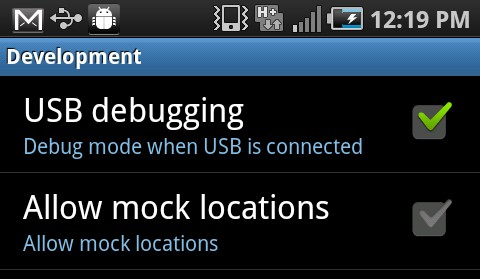 H+
12:19 PM
Development
USB debugging
Debug mode when USB is connected
Allow mock locations
Allow mock locations